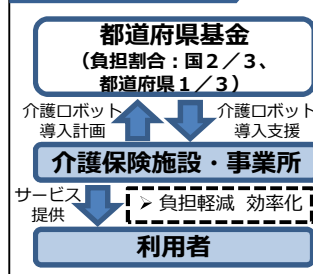 都道府県基金
(負担割合：国２／３、
都道府県１／３)
介護ロボット
導入計画
介護ロボット
導入支援
介護保険施設・事業所
サービス
提供
➢ 負担軽減 効率化
利用者